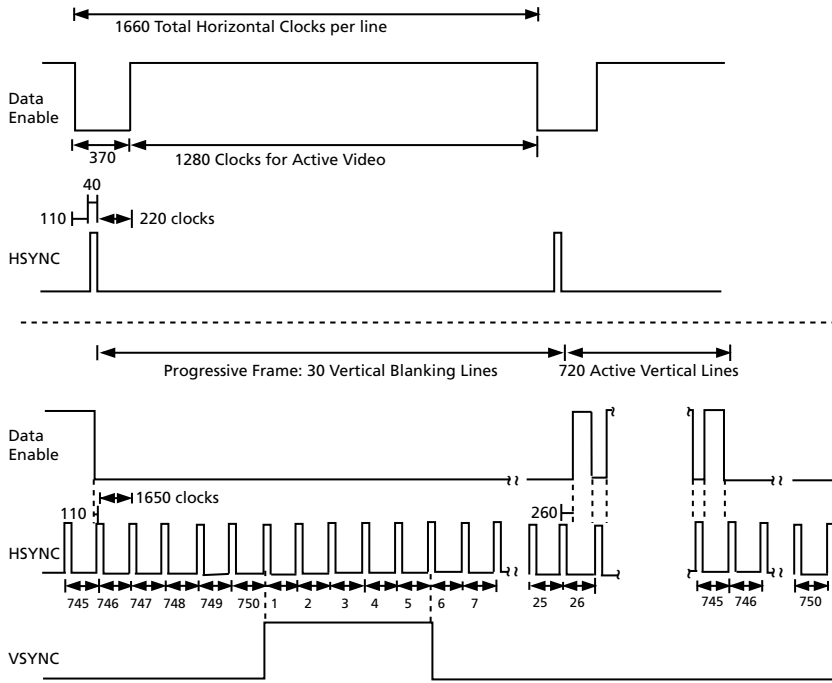 1660 Total Horizontal Clocks per line
Data
Enable
370
1280 Clocks for Active Video
40
110
220 clocks
HSYNC
Progressive Frame: 30 Vertical Blanking Lines
720 Active Vertical Lines
Data
Enable
1650 clocks
110
260
HSYNC
745 746 747 748 749 750 1 2 3 4 5 6 7 25 26 745 746 750
VSYNC